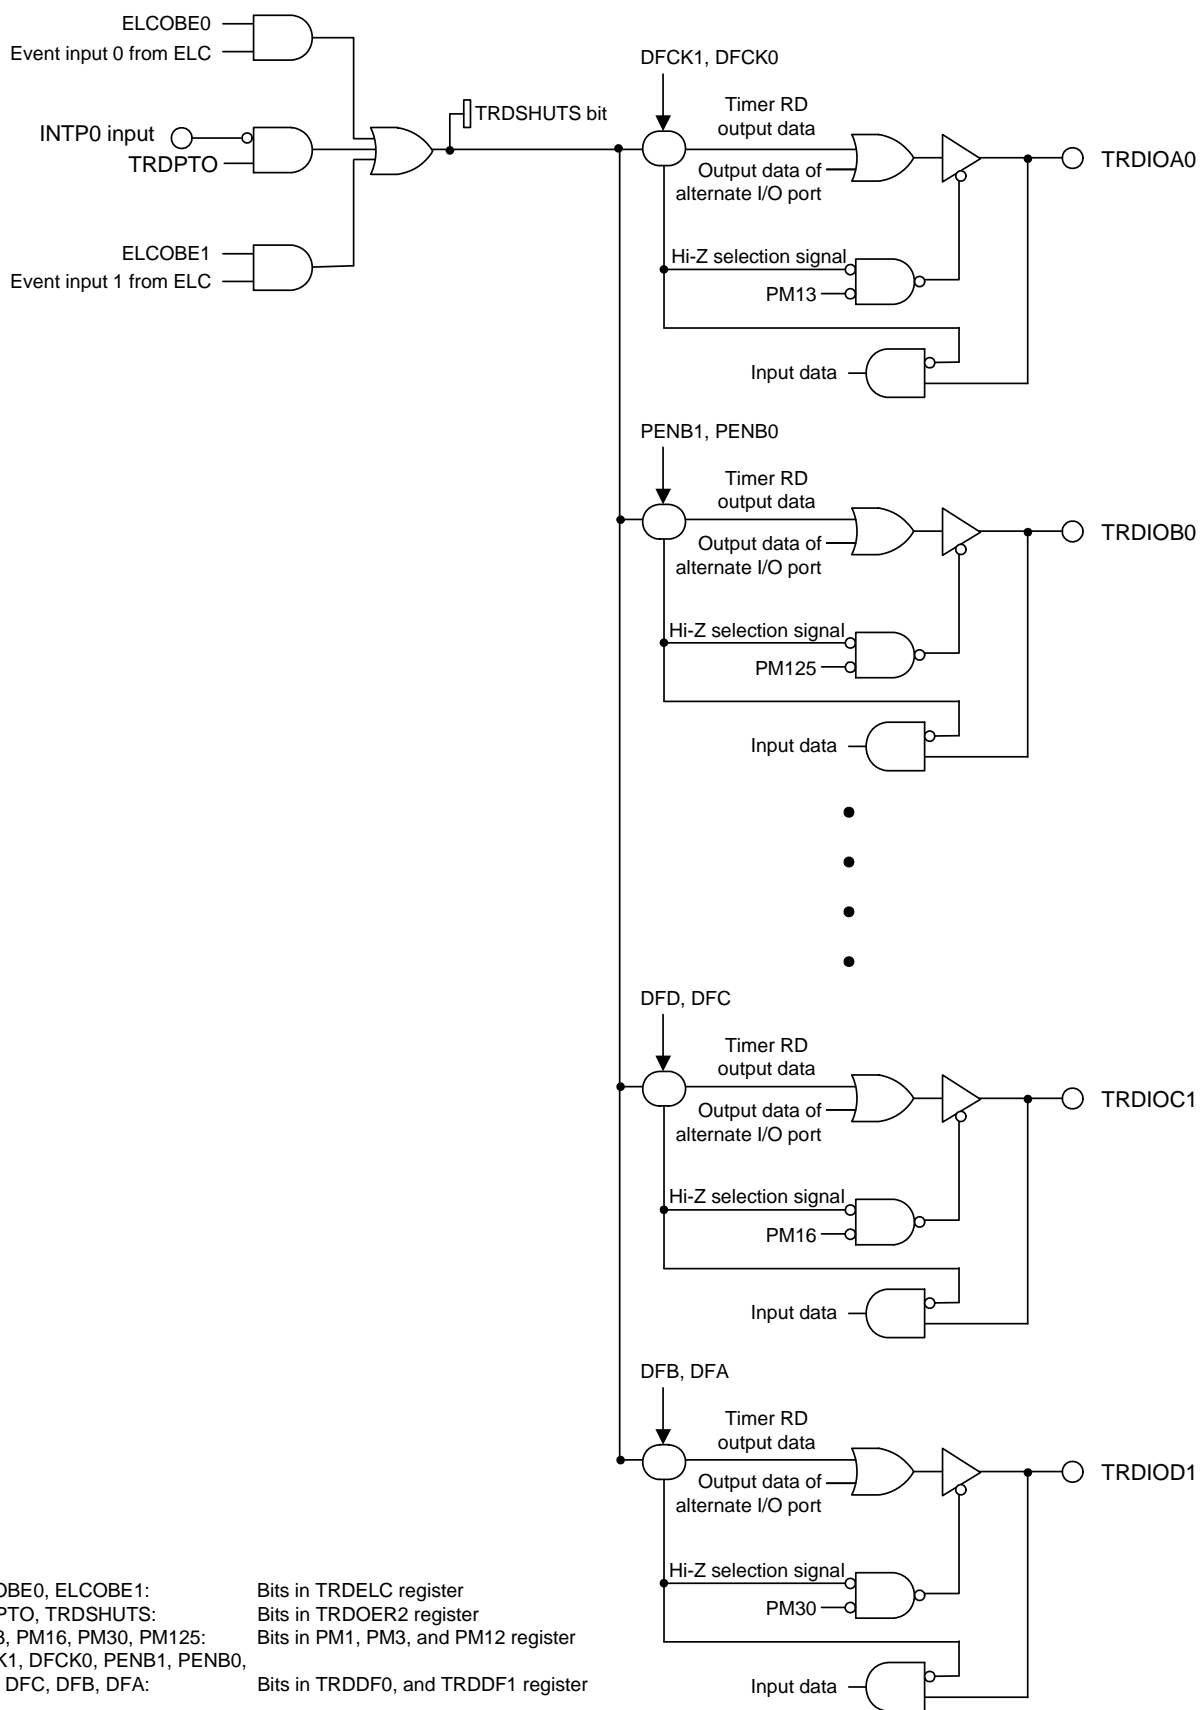 ELCOBE0
Event input 0 from ELC
INTP0 input
TRDPTO
ELCOBE1
Event input 1 from ELC
TRDSHUTS bit
DFCK1, DFCK0
Timer RD
output data
Output data of
alternate I/O port
TRDIOA0
Hi-Z selection signal
PM13
Input data
PENB1, PENB0
Timer RD
output data
Output data of
alternate I/O port
TRDIOB0
Hi-Z selection signal
PM125
Input data
DFD, DFC
Timer RD
output data
Output data of
alternate I/O port
TRDIOC1
Hi-Z selection signal
PM16
Input data
DFB, DFA
Timer RD
output data
Output data of
alternate I/O port
TRDIOD1
Hi-Z selection signal
PM30
Input data
OBE0, ELCOBE1: Bits in TRDELC register
PTO, TRDSHUTS: Bits in TRDOER2 register
, PM16, PM30, PM125: Bits in PM1, PM3, and PM12 register
K1, DFCK0, PENB1, PENB0,
DFC, DFB, DFA: Bits in TRDDF0, and TRDDF1 register